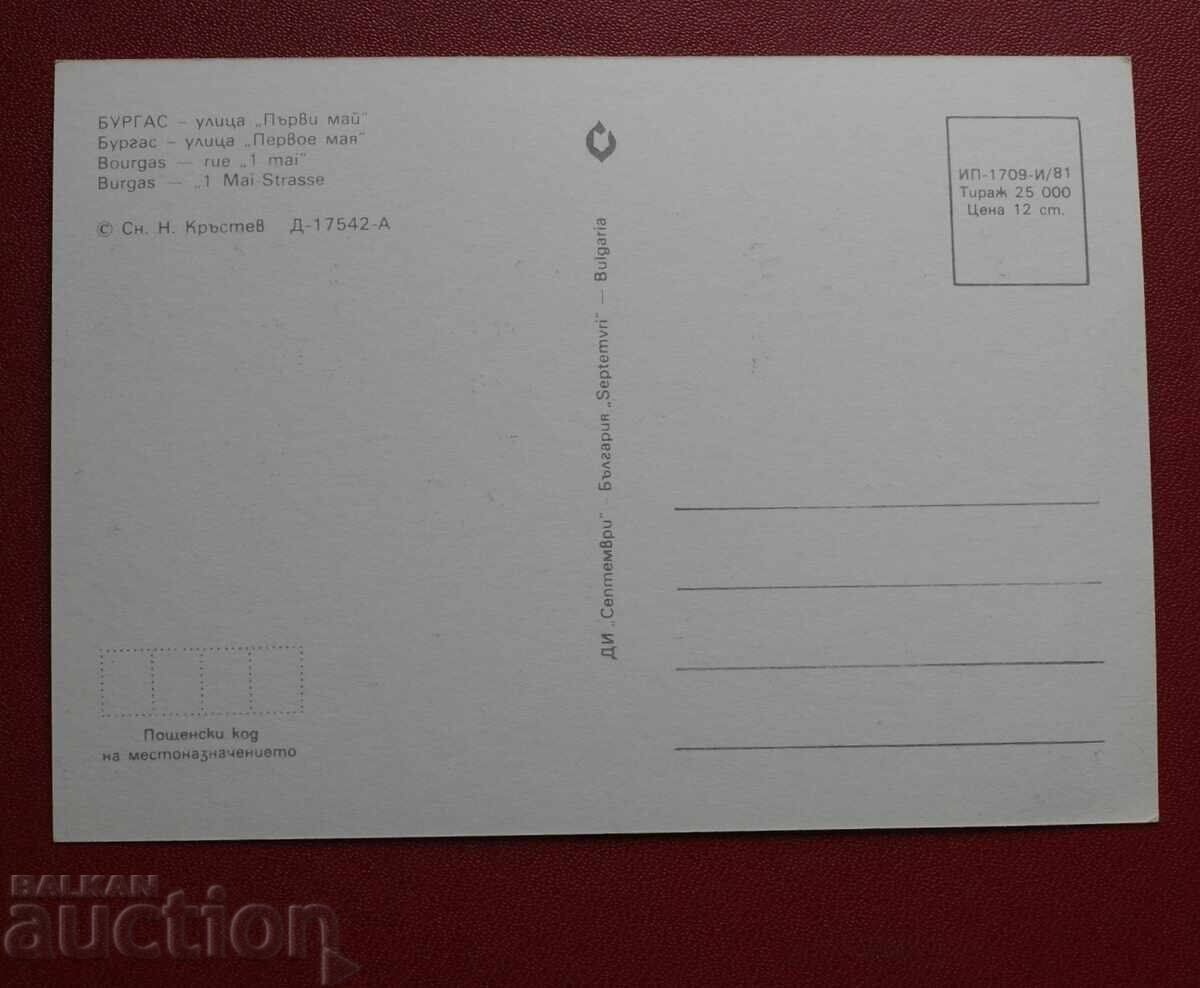 БУРГАС – улица „Първи май"
Бургас – улица „Первое мая"
Bourgas — rue „1 mai"
Burgas — „1 Mai-Strasse
© Сн. Н. Кръстев Д-17542-А
ДИ „Септември" - България „Septemvri" — Bulgaria
ИП-1709-И/81
Тираж 25 000
Цена 12 ст.
Пощенски код
на местоназначението
BALKAN
auction